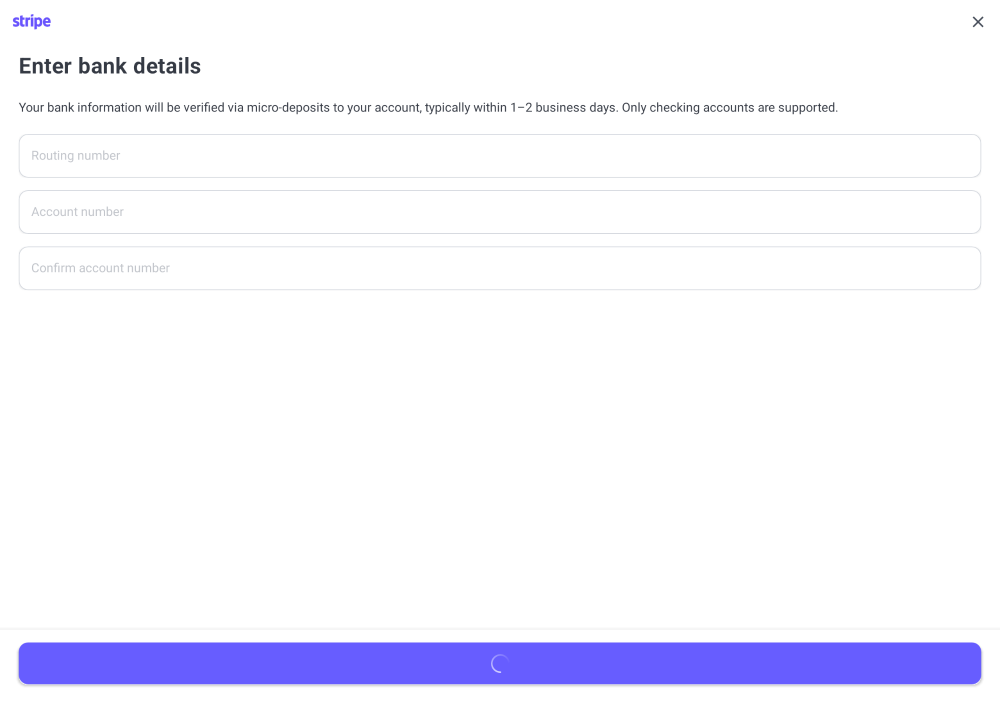 stripe
Enter bank details
Your bank information will be verified via micro-deposits to your account, typically within 1–2 business days. Only checking accounts are supported.
Routing number
Account number
Confirm account number